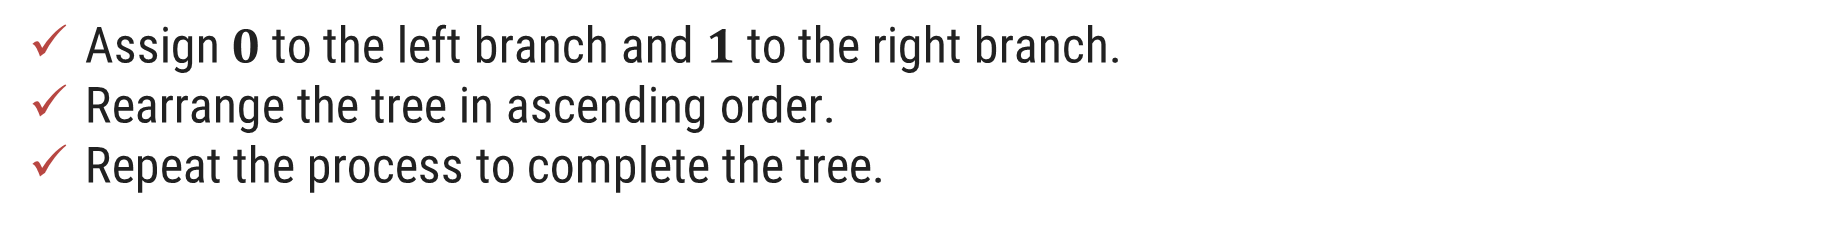 ✓ Assign 0 to the left branch and 1 to the right branch.
✓ Rearrange the tree in ascending order.
✓ Repeat the process to complete the tree.